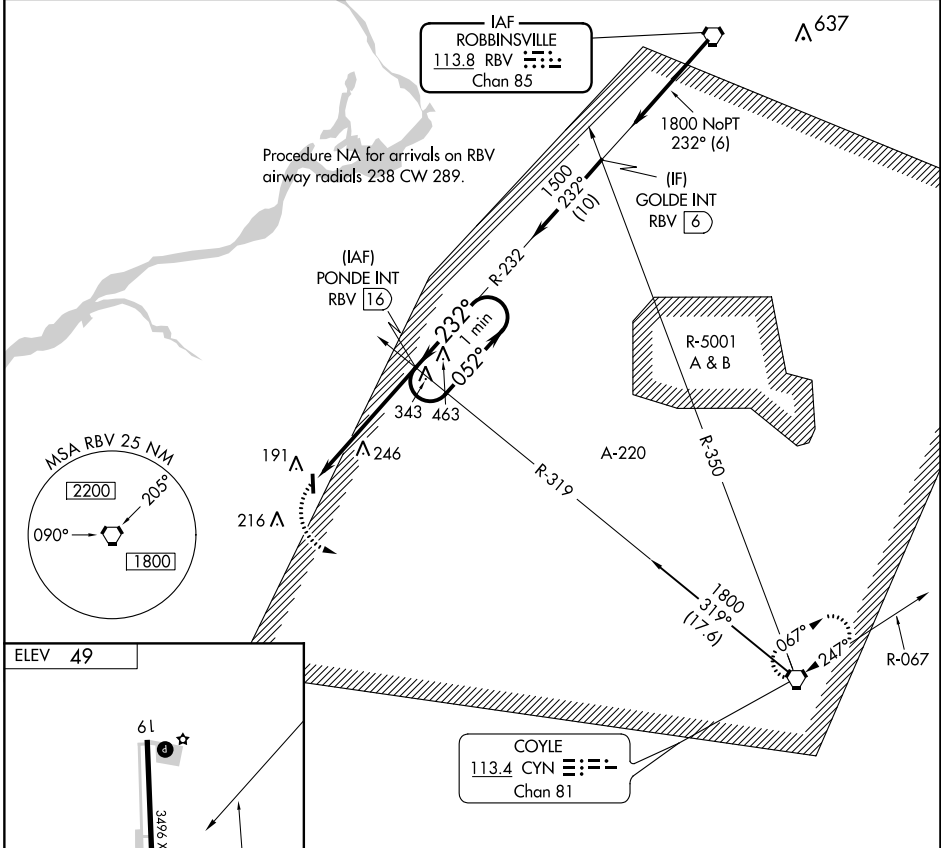 IAF
ROBBINSVILLE
113.8 RBV
Chan 85
637
1800 NoPT
232° (6)
Procedure NA for arrivals on RBV
airway radials 238 CW 289.
(IF)
GOLDE INT
RBV 6
1500
232°
(10)
R-232
(IAF)
PONDE INT
RBV 16
232°
1 min
052°
343 463
R-5001
A & B
A-220
R-350
R-319
191
246
216
MSA RBV 25 NM
2200
205°
090°
1800
1800
319°
(17.6)
067°
247°
R-067
ELEV 49
19
3496 X
P
COYLE
113.4 CYN
Chan 81